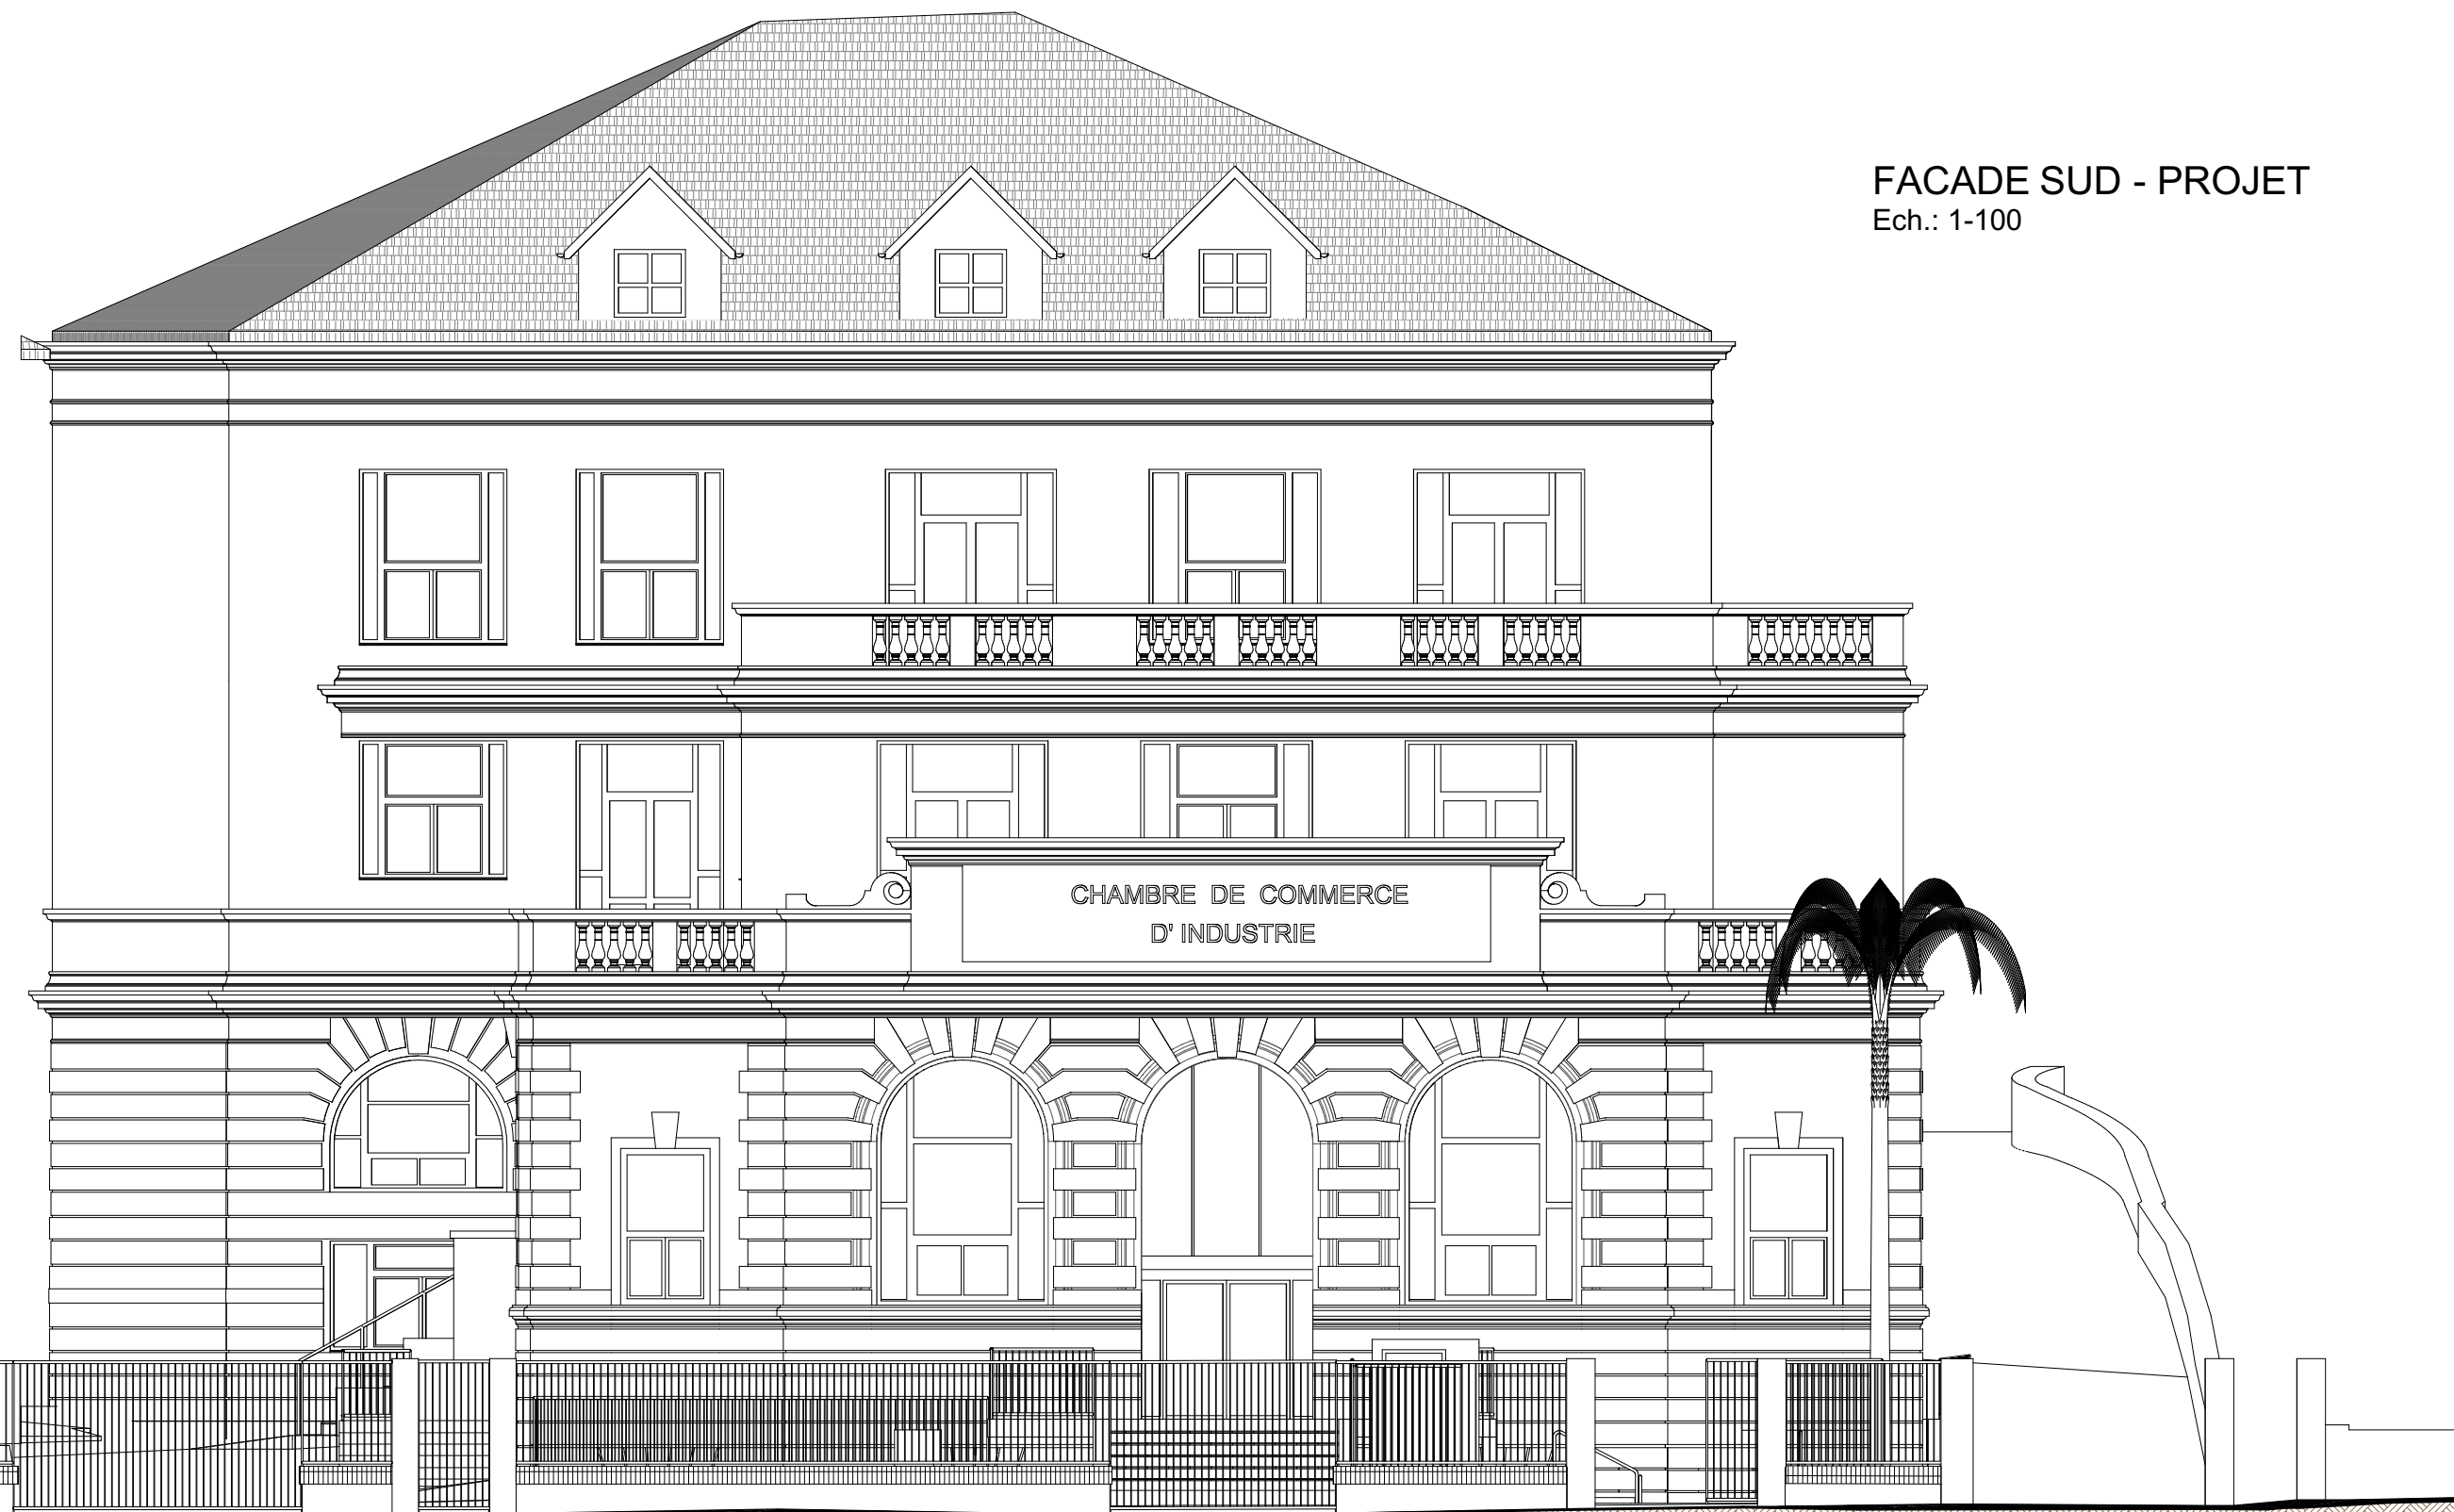 FACADE SUD - PROJET
Ech.: 1-100
CHAMBRE DE COMMERCE
D' INDUSTRIE